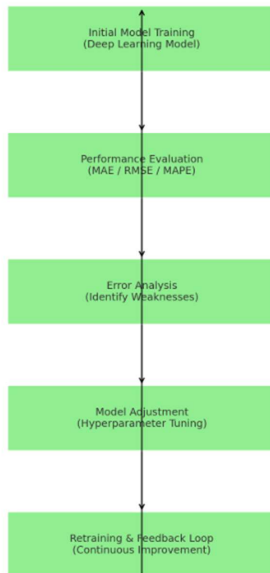 Initial Model Training
(Deep Learning Model)
Performance Evaluation
(MAE / RMSE / MAPE)
Error Analysis
(Identify Weaknesses)
Model Adjustment
(Hyperparameter Tuning)
Retraining & Feedback Loop
(Continuous Improvement)